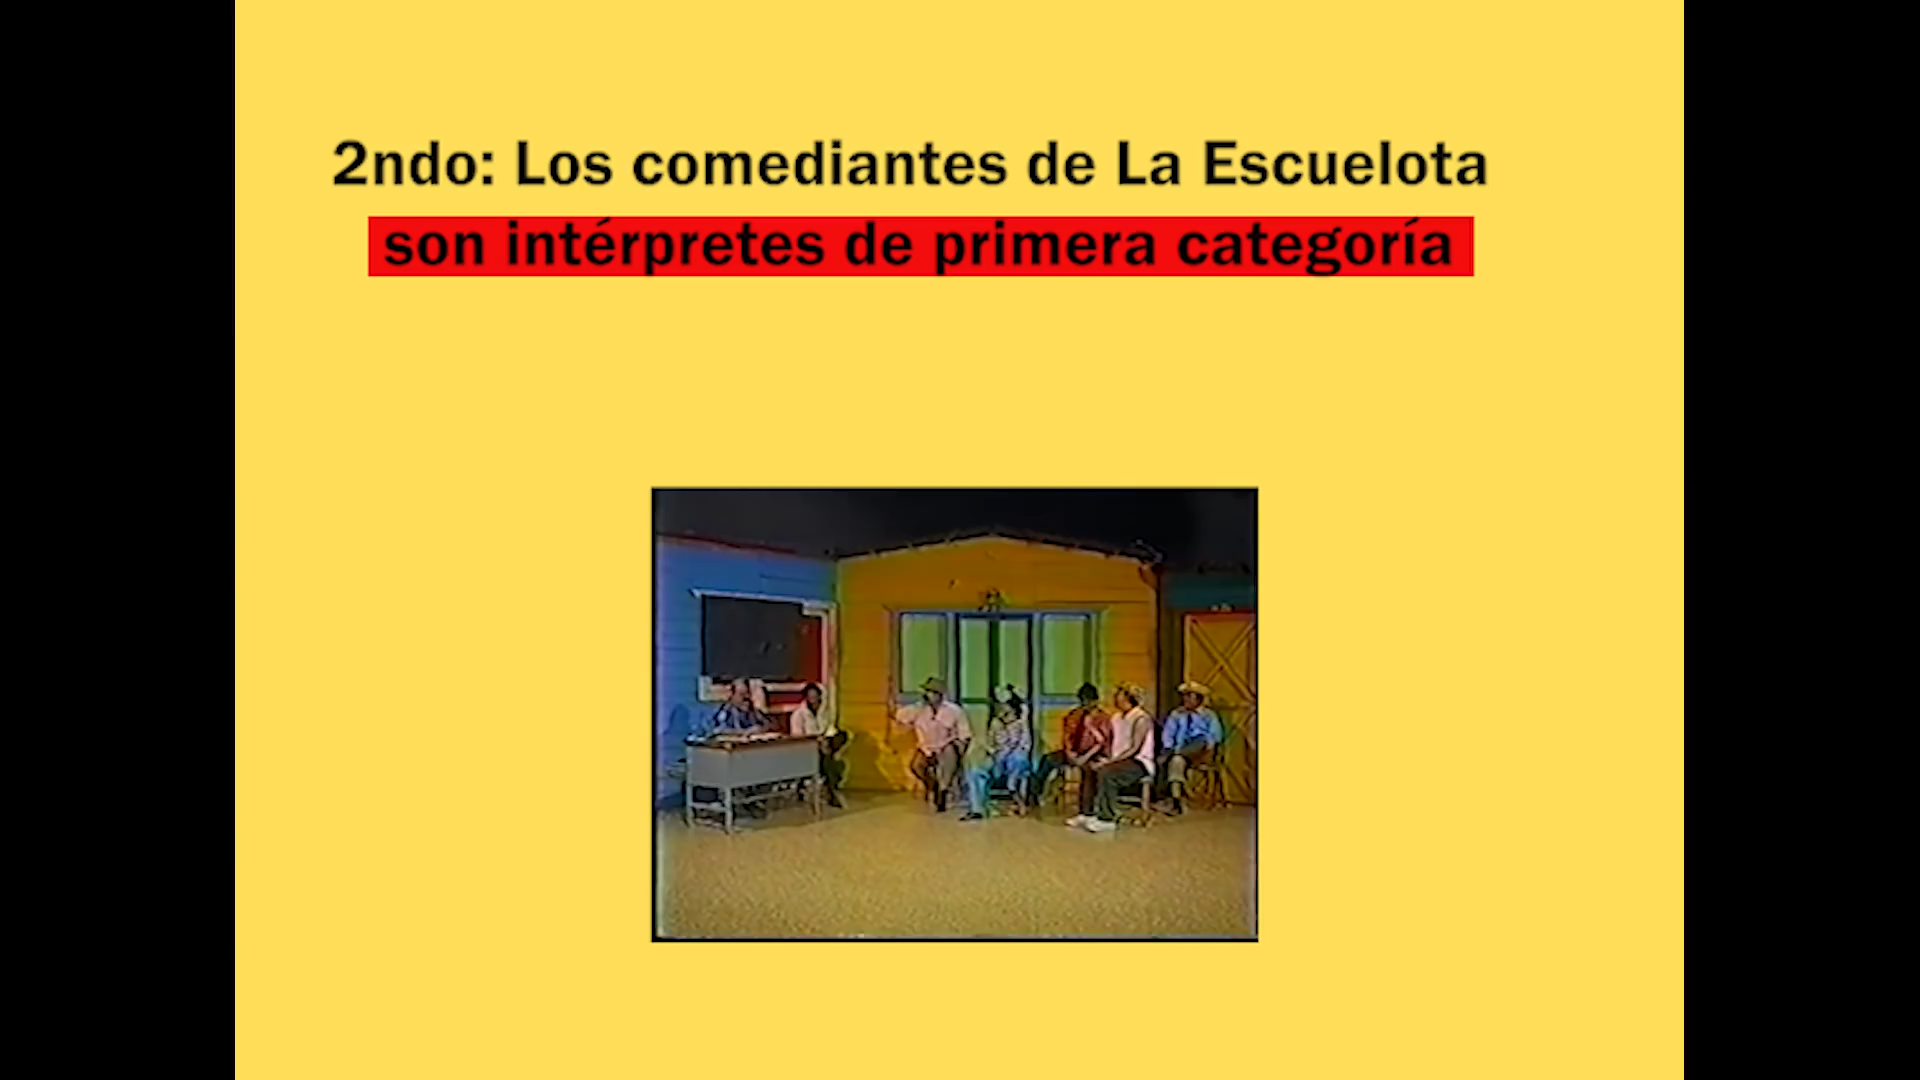 2ndo: Los comediantes de La Escuelota
son intérpretes de primera categoría